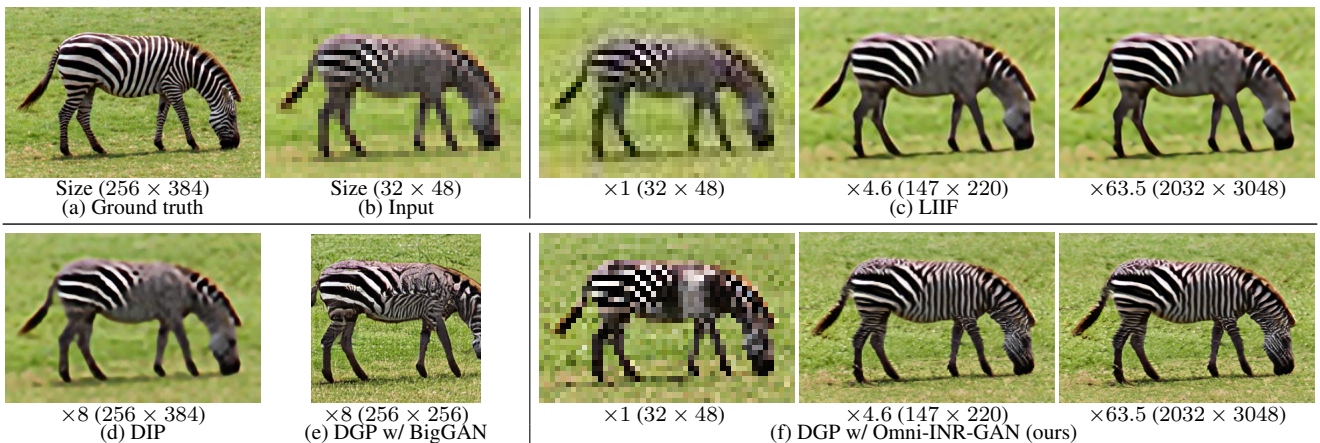 Size (256 × 384)
(a) Ground truth
Size (32 × 48)
(b) Input
×1 (32 × 48)
×4.6 (147 × 220)
×63.5 (2032 × 3048)
(c) LIIF
×8 (256 × 384)
(d) DIP
×8 (256 × 256)
(e) DGP w/ BigGAN
×1 (32 × 48)
×4.6 (147 × 220)
×63.5 (2032 × 3048)
(f) DGP w/ Omni-INR-GAN (ours)